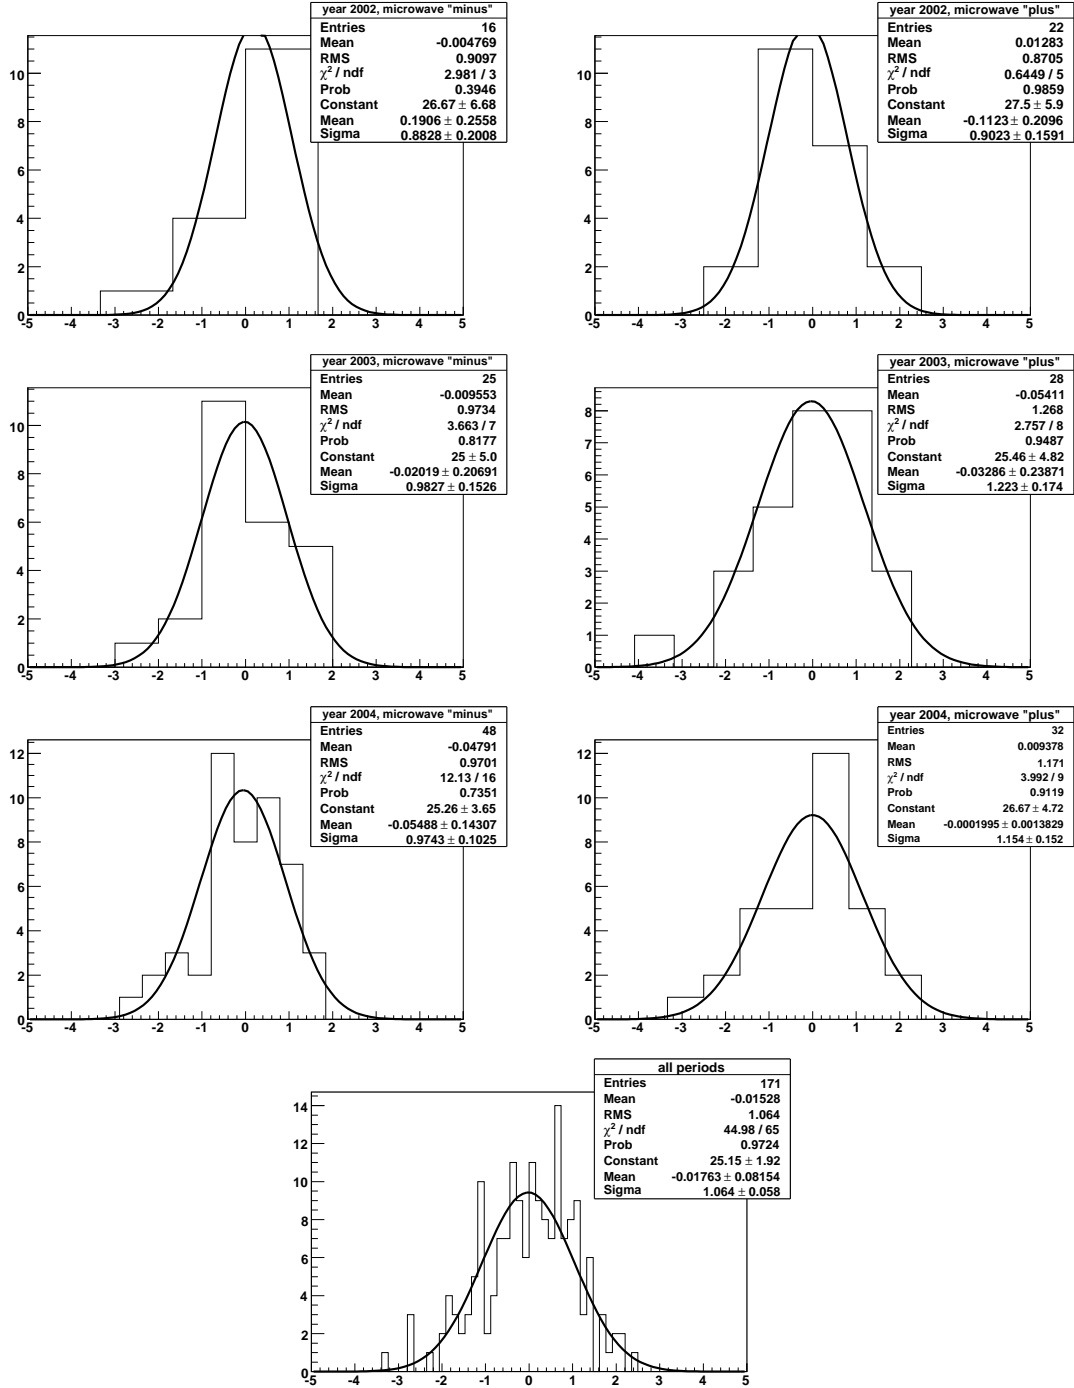 year 2002, microwave "minus"
Entries 16
Mean -0.004769
RMS 0.9097
χ² / ndf 2.981 / 3
Prob 0.3946
Constant 26.67 ± 6.68
Mean 0.1906 ± 0.2558
Sigma 0.8828 ± 0.2008
10
8
6
4
2
0
-5 -4 -3 -2 -1 0 1 2 3 4 5
year 2002, microwave "plus"
Entries 22
Mean 0.01283
RMS 0.8705
χ² / ndf 0.6449 / 5
Prob 0.9859
Constant 27.5 ± 5.9
Mean -0.1123 ± 0.2096
Sigma 0.9023 ± 0.1591
10
8
6
4
2
0
-5 -4 -3 -2 -1 0 1 2 3 4 5
year 2003, microwave "minus"
Entries 25
Mean -0.009553
RMS 0.9734
χ² / ndf 3.663 / 7
Prob 0.8177
Constant 25 ± 5.0
Mean -0.02019 ± 0.20691
Sigma 0.9827 ± 0.1526
10
8
6
4
2
0
-5 -4 -3 -2 -1 0 1 2 3 4 5
year 2003, microwave "plus"
Entries 28
Mean -0.05411
RMS 1.268
χ² / ndf 2.757 / 8
Prob 0.9487
Constant 25.46 ± 4.82
Mean -0.03286 ± 0.23871
Sigma 1.223 ± 0.174
8
7
6
5
4
3
2
1
0
-5 -4 -3 -2 -1 0 1 2 3 4 5
year 2004, microwave "minus"
Entries 48
Mean -0.04791
RMS 0.9701
χ² / ndf 12.13 / 16
Prob 0.7351
Constant 25.26 ± 3.65
Mean -0.05488 ± 0.14307
Sigma 0.9743 ± 0.1025
12
10
8
6
4
2
0
-5 -4 -3 -2 -1 0 1 2 3 4 5
year 2004, microwave "plus"
Entries 32
Mean 0.009378
RMS 1.171
χ² / ndf 3.992 / 9
Prob 0.9119
Constant 26.67 ± 4.72
Mean -0.0001995 ± 0.0013829
Sigma 1.154 ± 0.152
12
10
8
6
4
2
0
-5 -4 -3 -2 -1 0 1 2 3 4 5
all periods
Entries 171
Mean -0.01528
RMS 1.064
χ² / ndf 44.98 / 65
Prob 0.9724
Constant 25.15 ± 1.92
Mean -0.01763 ± 0.08154
Sigma 1.064 ± 0.058
14
12
10
8
6
4
2
0
-5 -4 -3 -2 -1 0 1 2 3 4 5